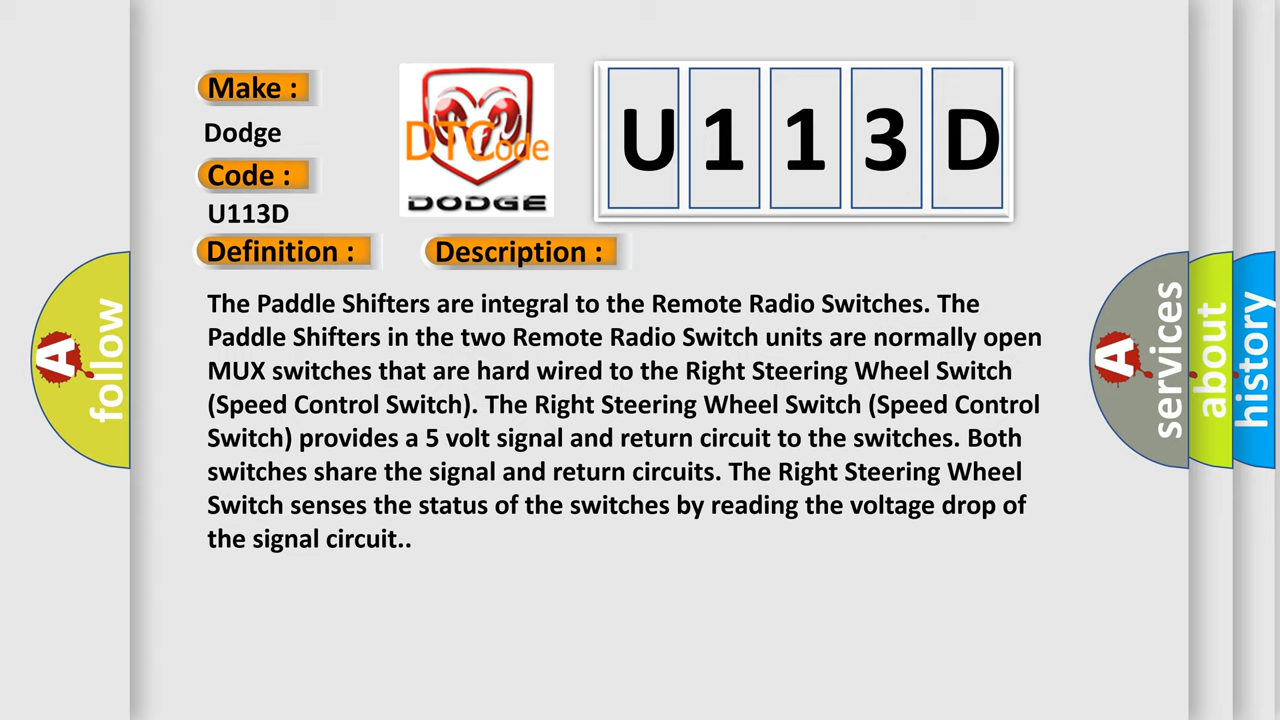 Make :
Dodge
Code :
U113D
Definition :
Description :
DTCode
DODGE
U113D
The Paddle Shifters are integral to the Remote Radio Switches. The
Paddle Shifters in the two Remote Radio Switch units are normally open
MUX switches that are hard wired to the Right Steering Wheel Switch
(Speed Control Switch). The Right Steering Wheel Switch (Speed Control
Switch) provides a 5 volt signal and return circuit to the switches. Both
switches share the signal and return circuits. The Right Steering Wheel
Switch senses the status of the switches by reading the voltage drop of
the signal circuit..
A
follow
A
services
about
history